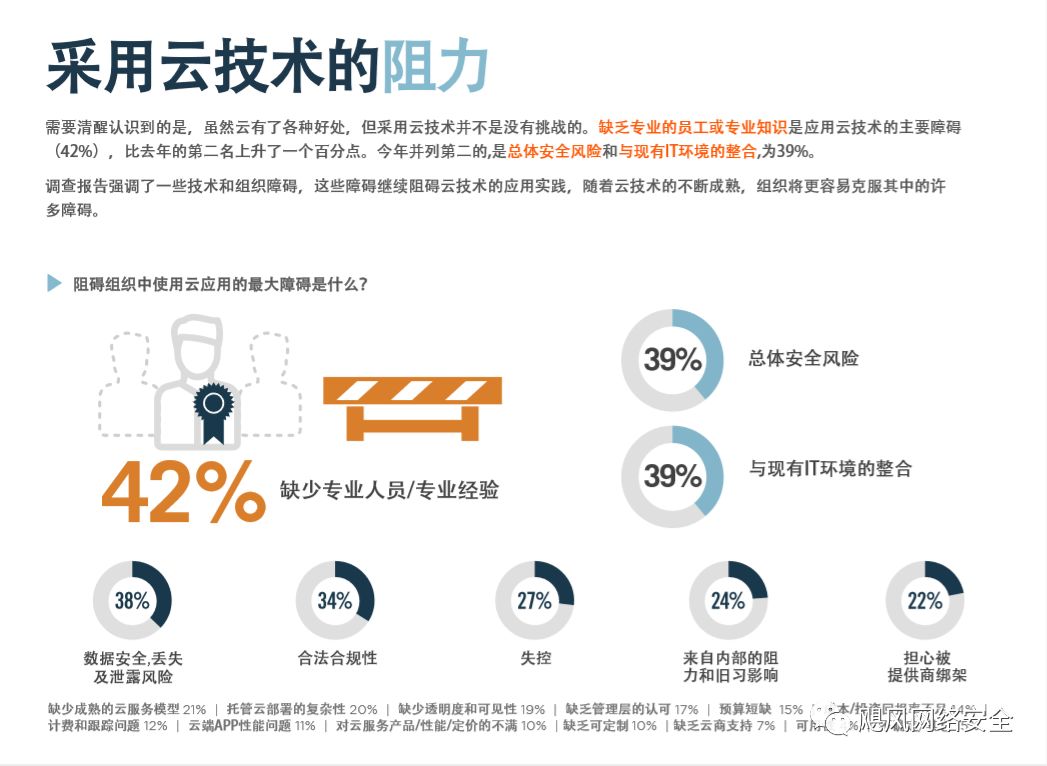 采用云技术的阻力
需要清醒认识到的是，虽然云有了各种好处，但采用云技术并不是没有挑战的。缺乏专业的员工或专业知识是应用云技术的主要障碍
（42%），比去年的第二名上升了一个百分点。今年并列第二的,是总体安全风险和与现有IT环境的整合,为39%。
调查报告强调了一些技术和组织障碍，这些障碍继续阻碍云技术的应用实践，随着云技术的不断成熟，组织将更容易克服其中的许
多障碍。
阻碍组织中使用云应用的最大障碍是什么？
42%
缺少专业人员/专业经验
39%
总体安全风险
39%
与现有IT环境的整合
38%
数据安全,丢失
及泄露风险
34%
合法合规性
27%
失控
24%
来自内部的阻
力和旧习影响
22%
担心被
提供商绑架
缺少成熟的云服务模型 21% | 托管云部署的复杂性 20% | 缺少透明度和可见性 19% | 缺乏管理层的认可 17% | 预算短缺 15% |
计费和跟踪问题 12% | 云端APP性能问题 11% | 对云服务产品/性能/定价的不满 10% | 缺乏可定制 10% | 缺乏云商支持 7% |
飓风网络安全